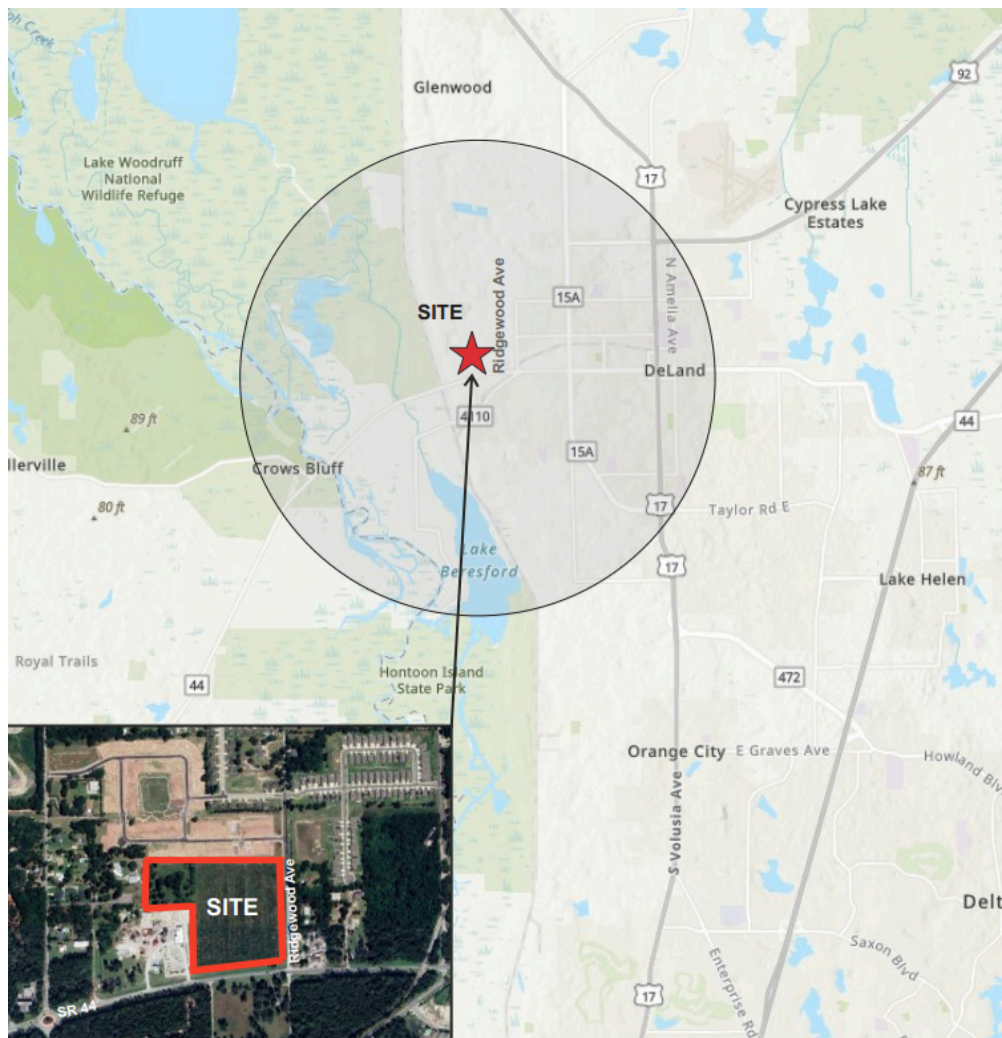 ph Creek
Glenwood
92
Lake Woodruff
National
Wildlife Refuge
17
Cypress Lake
Estates
Ridgewood Ave
N Amelia Ave
15A
SITE
DeLand
4110
89 ft
44
15A
llerville
Crows Bluff
87 ft
80 ft
17
Taylor Rd E
Lake
Beresford
17
Lake Helen
Royal Trails
Hontoon Island
State Park
44
472
Orange City
E Graves Ave
Howland Blv
S Volusia Ave
SITE
Ridgewood Ave
Delt
Saxon Blvd
Enterprise Rd
17
SR 44